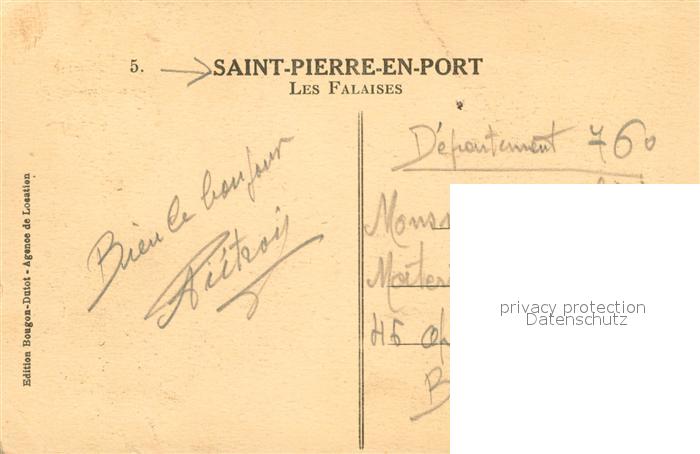 5. SAINT-PIERRE-EN-PORT
LES FALAISES
Département 760
Bien le bonjour
Edition Bougon-Dutot - Agence de Location
privacy protection
Datenschutz